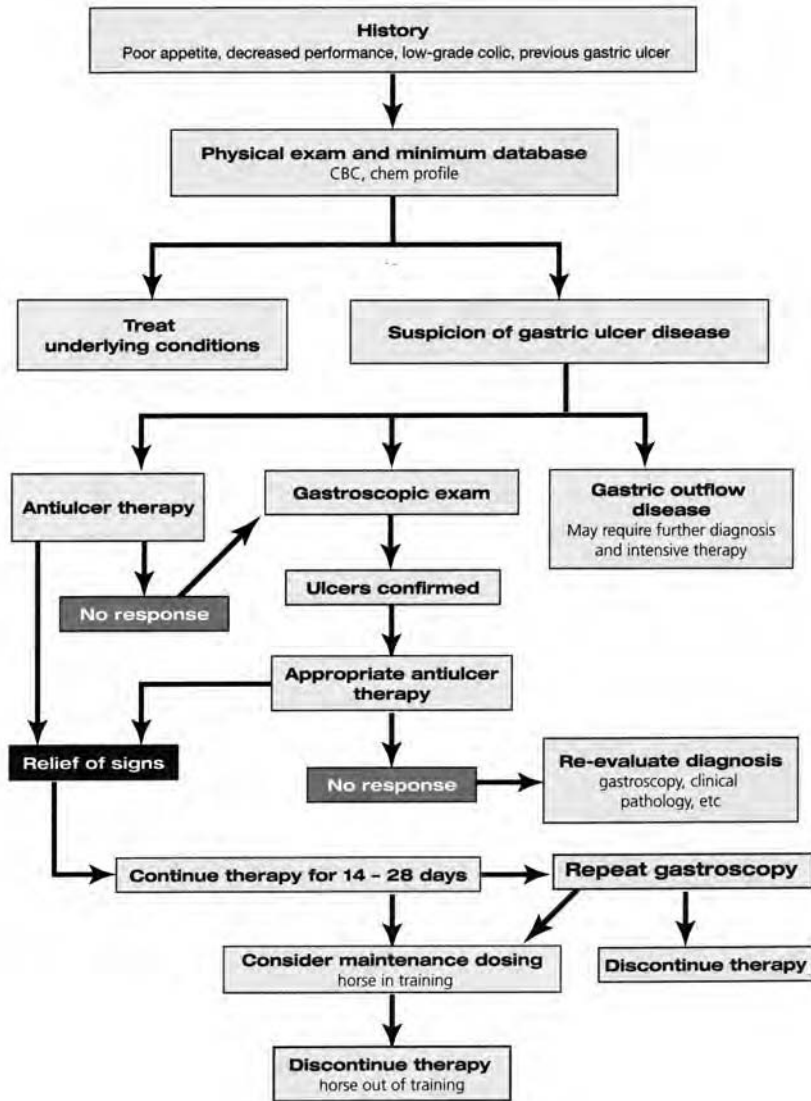 History
Poor appetite, decreased performance, low-grade colic, previous gastric ulcer
Physical exam and minimum database
CBC, chem profile
Treat
underlying conditions
Suspicion of gastric ulcer disease
Antiulcer therapy
Gastroscopic exam
Gastric outflow
disease
May require further diagnosis
and intensive therapy
No response
Ulcers confirmed
Appropriate antiulcer
therapy
Relief of signs
No response
Re-evaluate diagnosis
gastroscopy, clinical
pathology, etc
Continue therapy for 14 – 28 days
Repeat gastroscopy
Consider maintenance dosing
horse in training
Discontinue therapy
Discontinue therapy
horse out of training